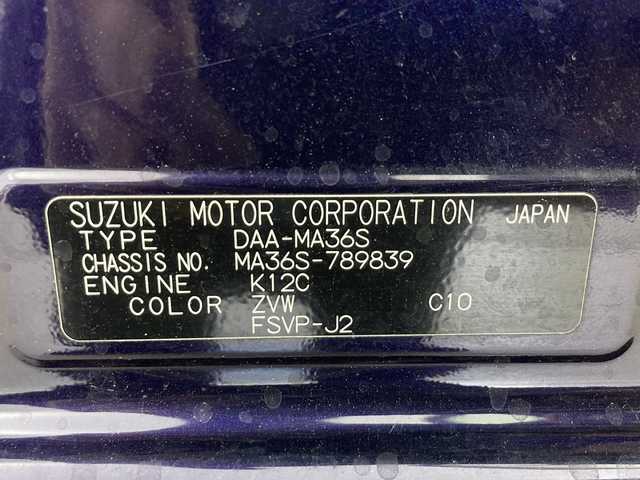 SUZUKI MOTOR CORPORATION JAPAN
TYPE DAA-MA36S
CHASSIS NO. MA36S-789839
ENGINE K12C
COLOR ZVW C10
FSVP-J2